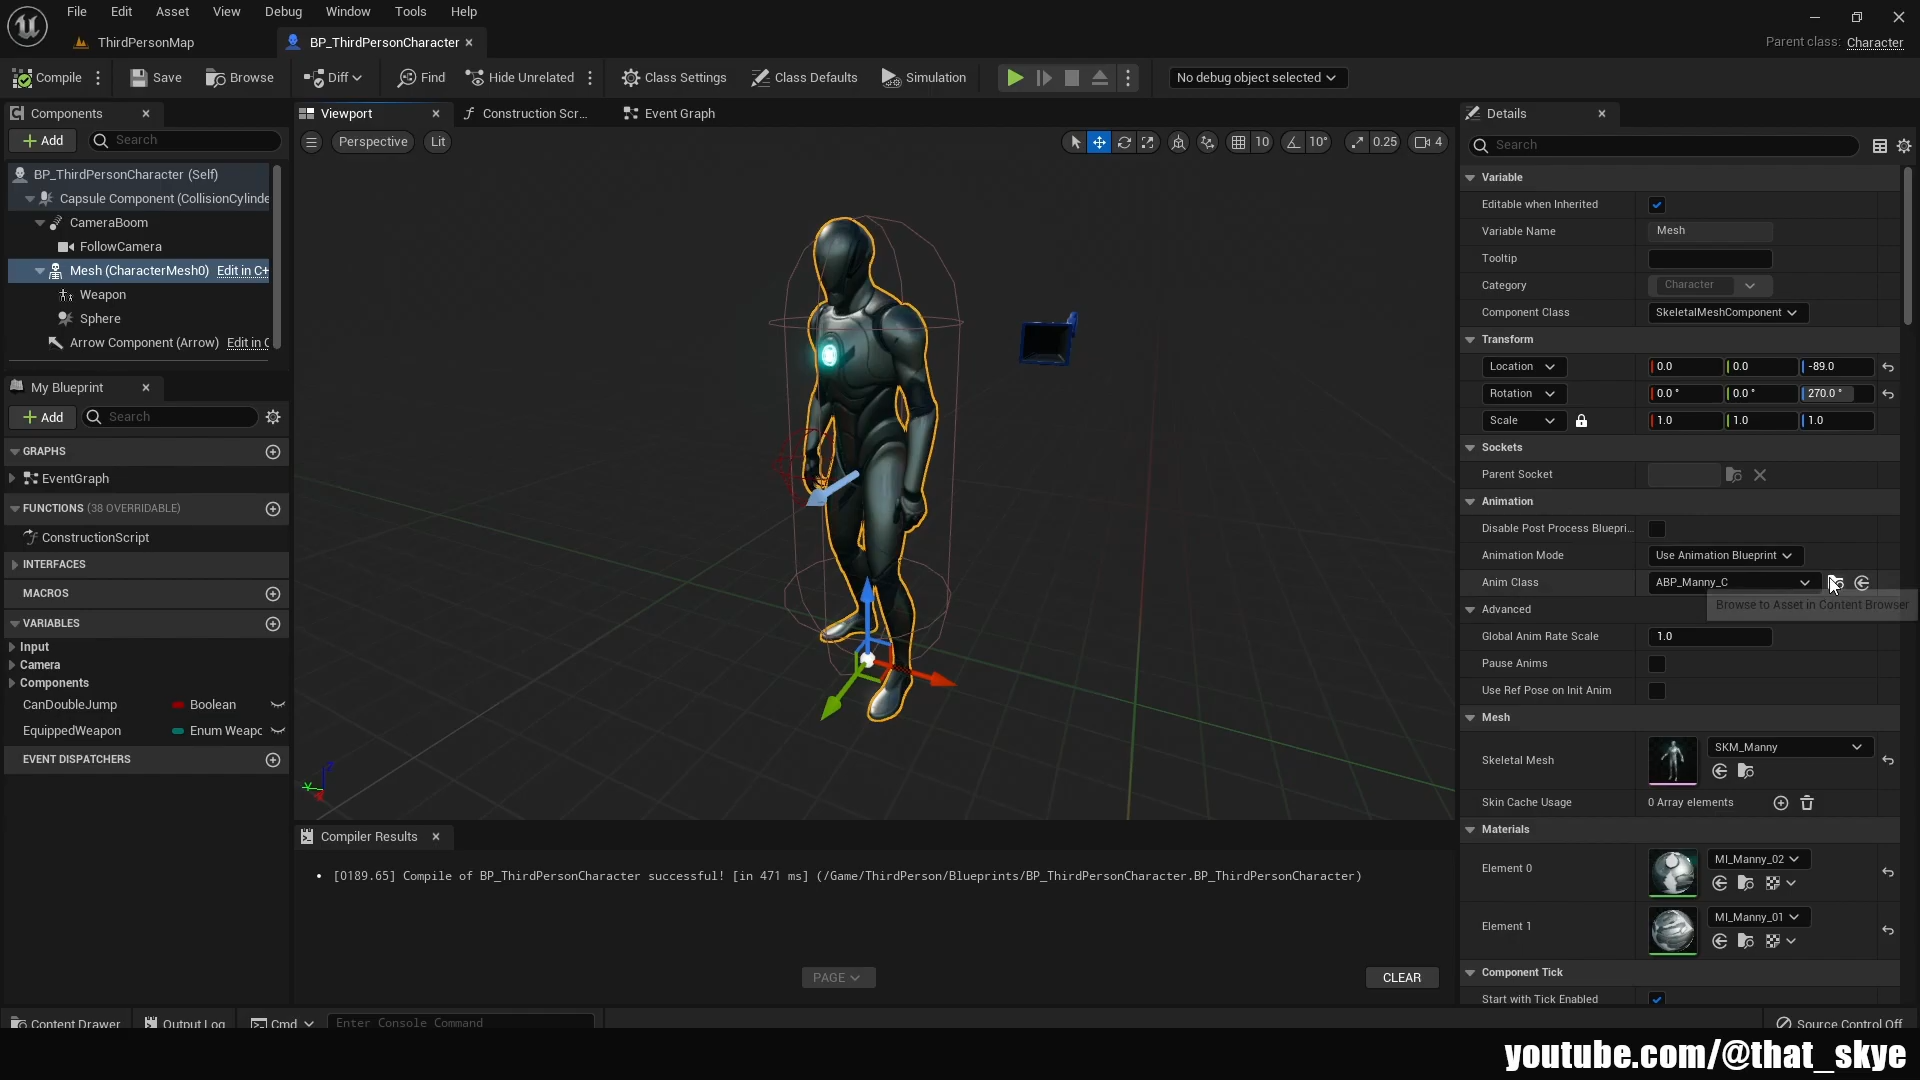 File Edit Asset View Debug Window Tools Help
ThirdPersonMap
BP_ThirdPersonCharacter
Parent class: Character
Compile
Save
Browse
Diff
Find
Hide Unrelated
Class Settings
Class Defaults
Simulation
No debug object selected
Components
Add
Search
BP_ThirdPersonCharacter (Self)
Capsule Component (CollisionCylinde
CameraBoom
FollowCamera
Mesh (CharacterMesh0) Edit in C+
Weapon
Sphere
Arrow Component (Arrow) Edit in C
My Blueprint
Add
Search
GRAPHS
EventGraph
FUNCTIONS (38 OVERRIDABLE)
ConstructionScript
INTERFACES
MACROS
VARIABLES
Input
Camera
Components
CanDoubleJump Boolean
EquippedWeapon Enum Weapc
EVENT DISPATCHERS
Viewport
Construction Scr...
Event Graph
Perspective
Lit
10
10°
0.25
4
Compiler Results
[0189.65] Compile of BP_ThirdPersonCharacter successful! [in 471 ms] (/Game/ThirdPerson/Blueprints/BP_ThirdPersonCharacter.BP_ThirdPersonCharacter)
PAGE
CLEAR
Details
Search
Variable
Editable when Inherited
Variable Name Mesh
Tooltip
Category Character
Component Class SkeletalMeshComponent
Transform
Location 0.0 0.0 -89.0
Rotation 0.0 ° 0.0 ° 270.0 °
Scale 1.0 1.0 1.0
Sockets
Parent Socket
Animation
Disable Post Process Bluepri...
Animation Mode Use Animation Blueprint
Anim Class ABP_Manny_C
Browse to Asset in Content Browser
Advanced
Global Anim Rate Scale 1.0
Pause Anims
Use Ref Pose on Init Anim
Mesh
Skeletal Mesh SKM_Manny
Skin Cache Usage 0 Array elements
Materials
Element 0 MI_Manny_02
Element 1 MI_Manny_01
Component Tick
Start with Tick Enabled
Content Drawer
Output Log
Cmd
Enter Console Command
Source Control Off
youtube.com/@that_skye